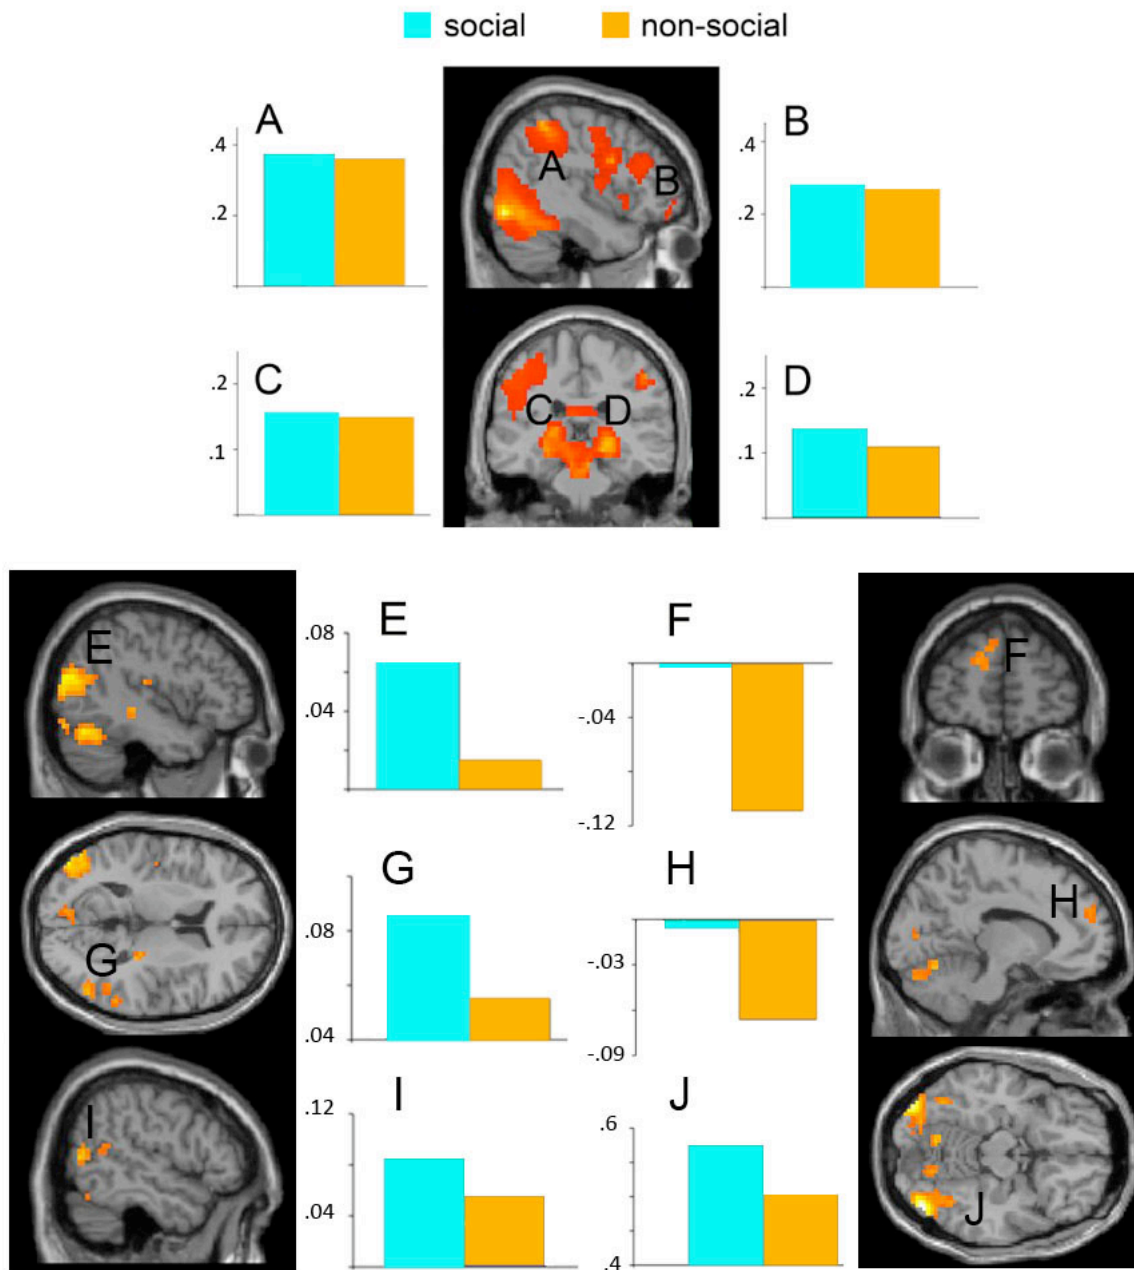 social non-social
A
.4
.2
A
B
B
.4
.2
C
.2
.1
C D
D
.2
.1
E
E
.08
.04
F
-.04
-.12
F
G
G
.08
.04
H
-.03
-.09
H
I
I
.12
.04
J
.6
.4
J